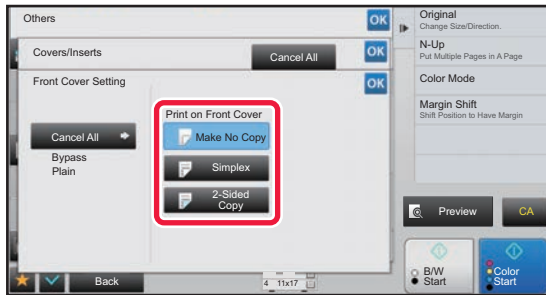 Others
OK
Covers/Inserts
Cancel All
OK
Front Cover Setting
OK
Print on Front Cover
Cancel All
Make No Copy
Bypass
Plain
Simplex
2-Sided
Copy
Back
4 11x17
Original
Change Size/Direction.
N-Up
Put Multiple Pages in A Page
Color Mode
Margin Shift
Shift Position to Have Margin
Preview
CA
B/W
Start
Color
Start